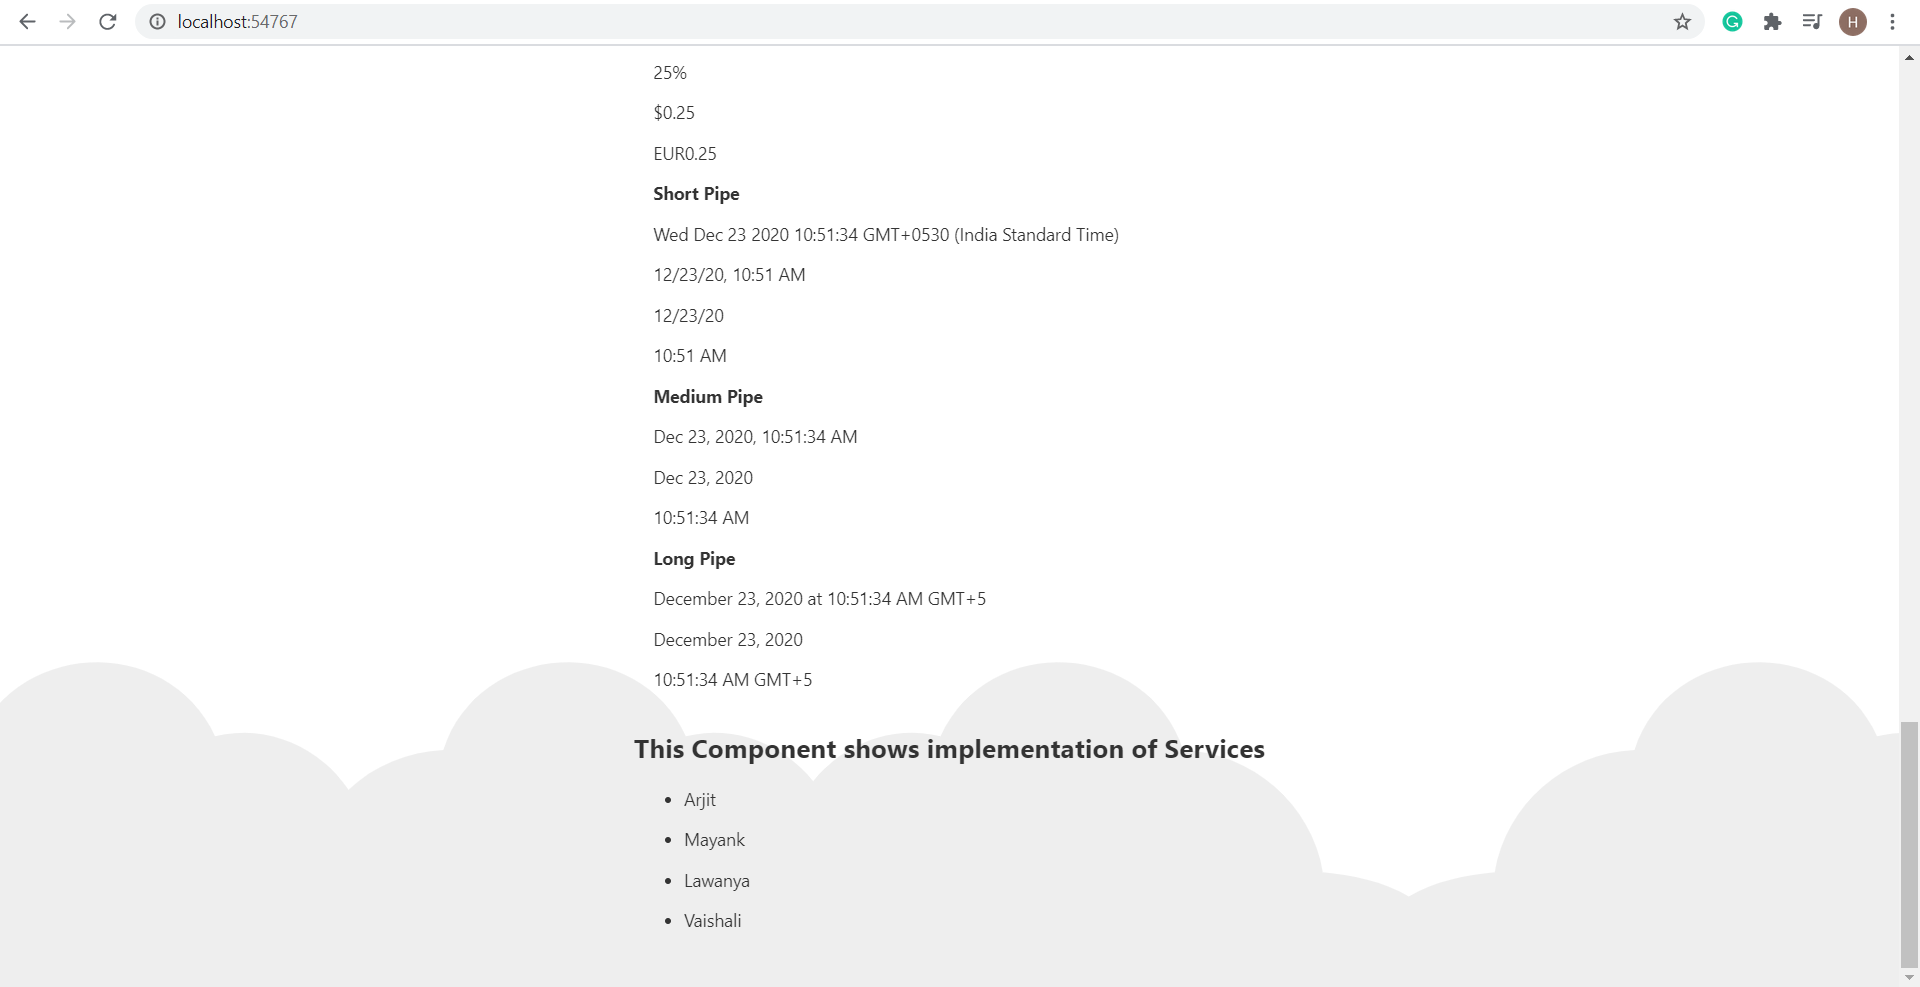 localhost:54767
H
25%
$0.25
EUR0.25
Short Pipe
Wed Dec 23 2020 10:51:34 GMT+0530 (India Standard Time)
12/23/20, 10:51 AM
12/23/20
10:51 AM
Medium Pipe
Dec 23, 2020, 10:51:34 AM
Dec 23, 2020
10:51:34 AM
Long Pipe
December 23, 2020 at 10:51:34 AM GMT+5
December 23, 2020
10:51:34 AM GMT+5
This Component shows implementation of Services
• Arjit
• Mayank
• Lawanya
• Vaishali